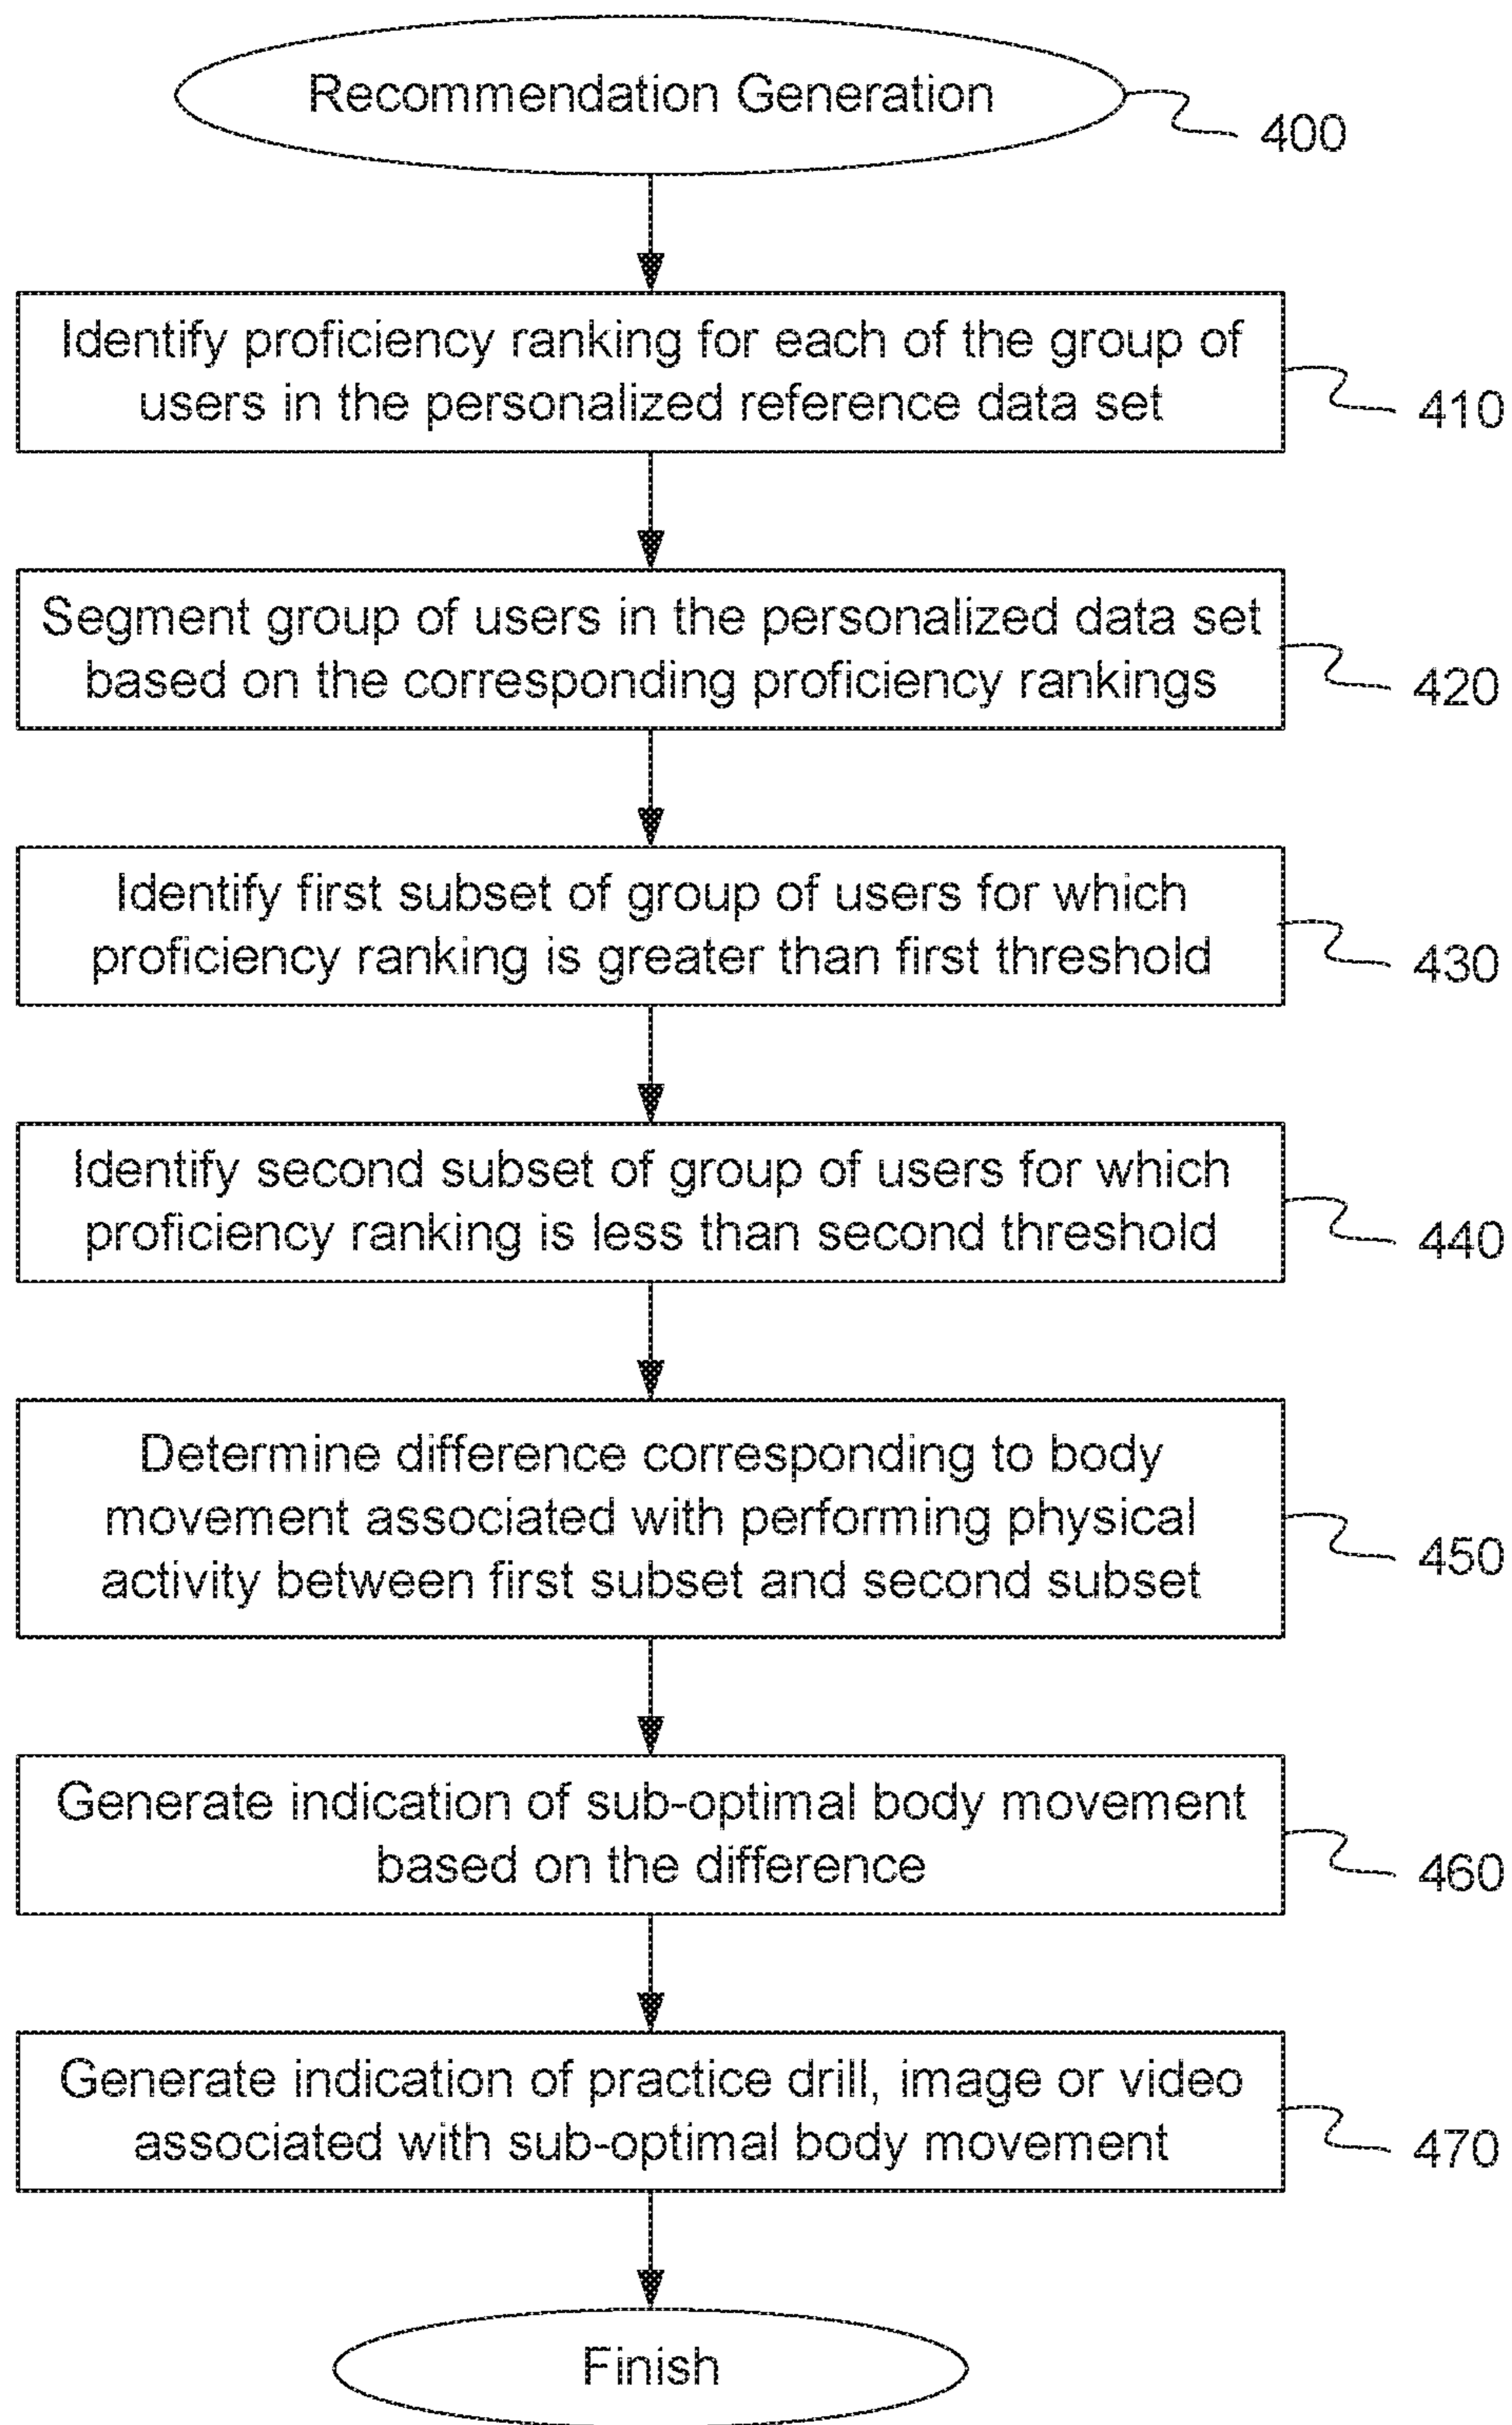 Recommendation Generation
400
Identify proficiency ranking for each of the group of
users in the personalized reference data set
410
Segment group of users in the personalized data set
based on the corresponding proficiency rankings
420
Identify first subset of group of users for which
proficiency ranking is greater than first threshold
430
Identify second subset of group of users for which
proficiency ranking is less than second threshold
440
Determine difference corresponding to body
movement associated with performing physical
activity between first subset and second subset
450
Generate indication of sub-optimal body movement
based on the difference
460
Generate indication of practice drill, image or video
associated with sub-optimal body movement
470
Finish